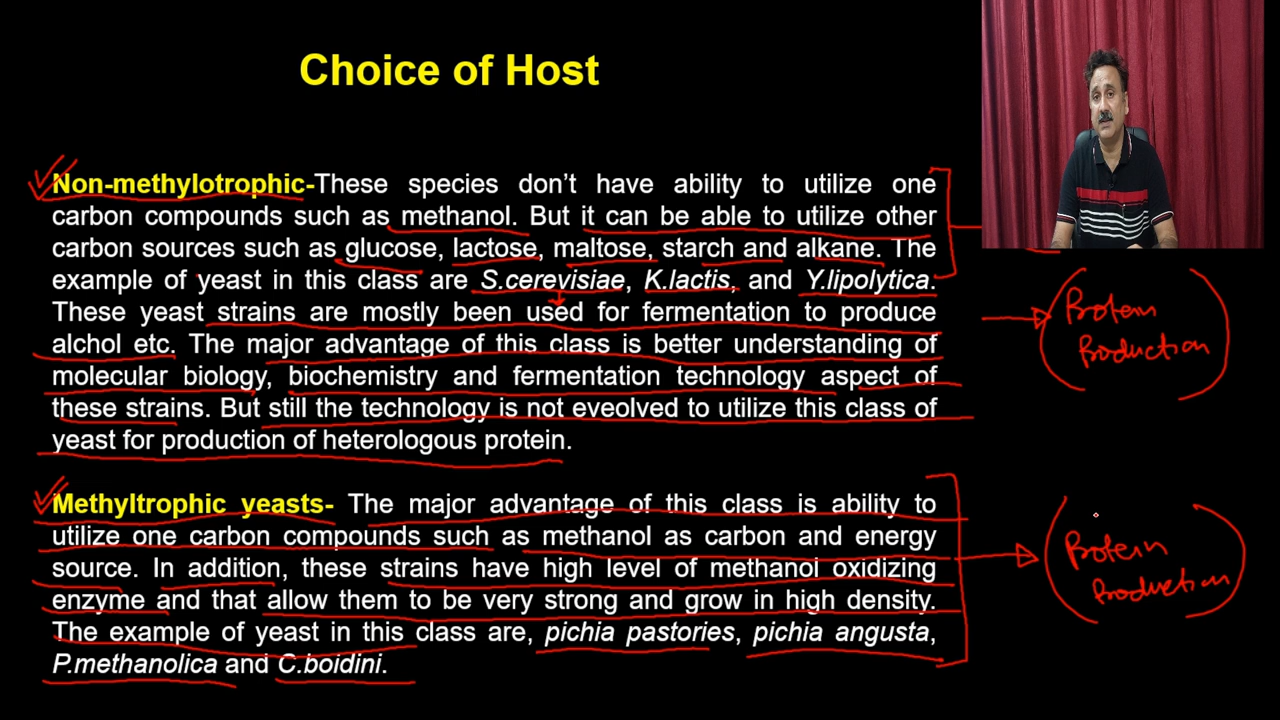 Choice of Host
Non-methylotrophic-These species don't have ability to utilize one
carbon compounds such as methanol. But it can be able to utilize other
carbon sources such as glucose, lactose, maltose, starch and alkane. The
example of yeast in this class are S.cerevisiae, K.lactis, and Y.lipolytica.
These yeast strains are mostly been used for fermentation to produce
alchol etc. The major advantage of this class is better understanding of
molecular biology, biochemistry and fermentation technology aspect of
these strains. But still the technology is not eveolved to utilize this class of
yeast for production of heterologous protein.
Protein
Production
Methyltrophic yeasts- The major advantage of this class is ability to
utilize one carbon compounds such as methanol as carbon and energy
source. In addition, these strains have high level of methanol oxidizing
enzyme and that allow them to be very strong and grow in high density.
The example of yeast in this class are, pichia pastories, pichia angusta,
P.methanolica and C.boidini.
Protein
Production